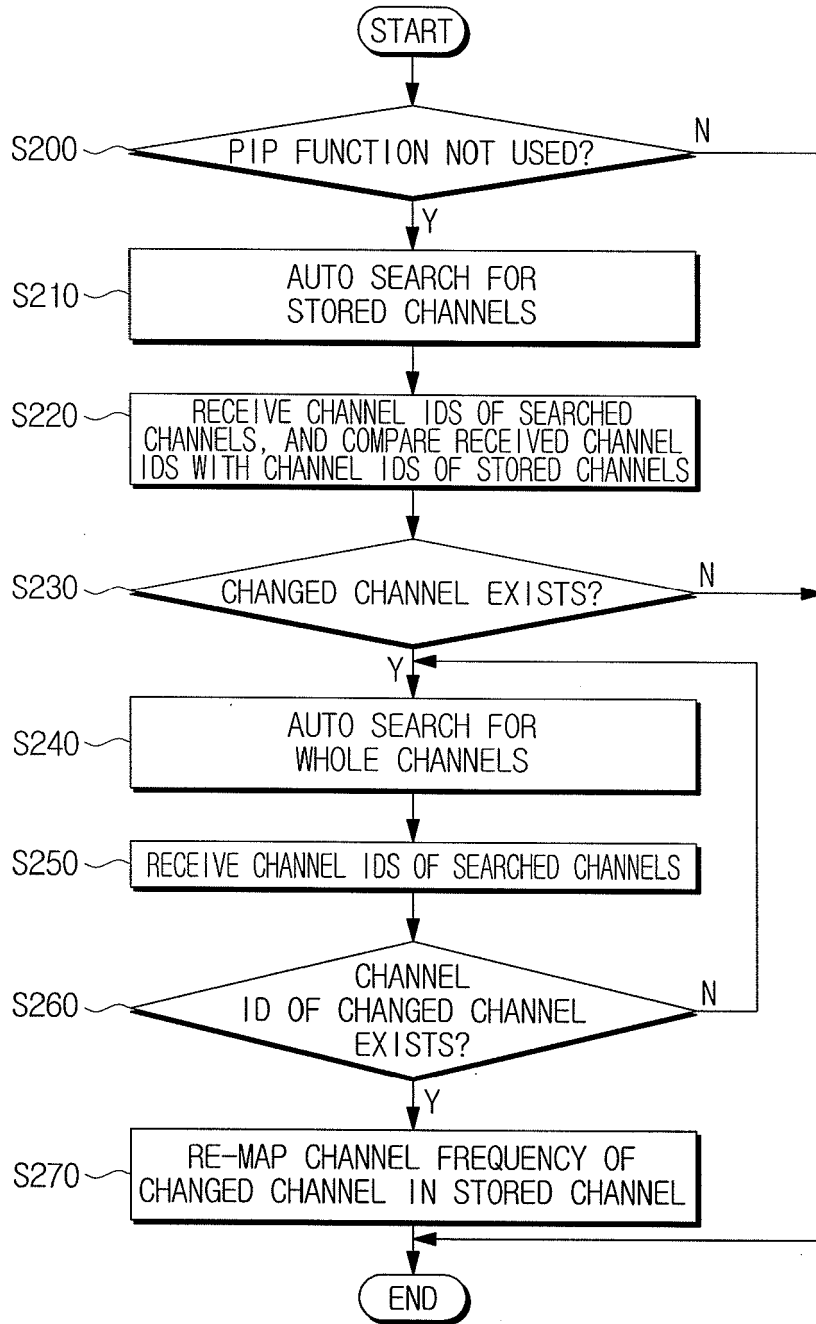 START
S200
PIP FUNCTION NOT USED?
N
Y
S210
AUTO SEARCH FOR
STORED CHANNELS
S220
RECEIVE CHANNEL IDS OF SEARCHED
CHANNELS, AND COMPARE RECEIVED CHANNEL
IDS WITH CHANNEL IDS OF STORED CHANNELS
S230
CHANGED CHANNEL EXISTS?
N
Y
S240
AUTO SEARCH FOR
WHOLE CHANNELS
S250
RECEIVE CHANNEL IDS OF SEARCHED CHANNELS
S260
CHANNEL
ID OF CHANGED CHANNEL
EXISTS?
N
Y
S270
RE-MAP CHANNEL FREQUENCY OF
CHANGED CHANNEL IN STORED CHANNEL
END